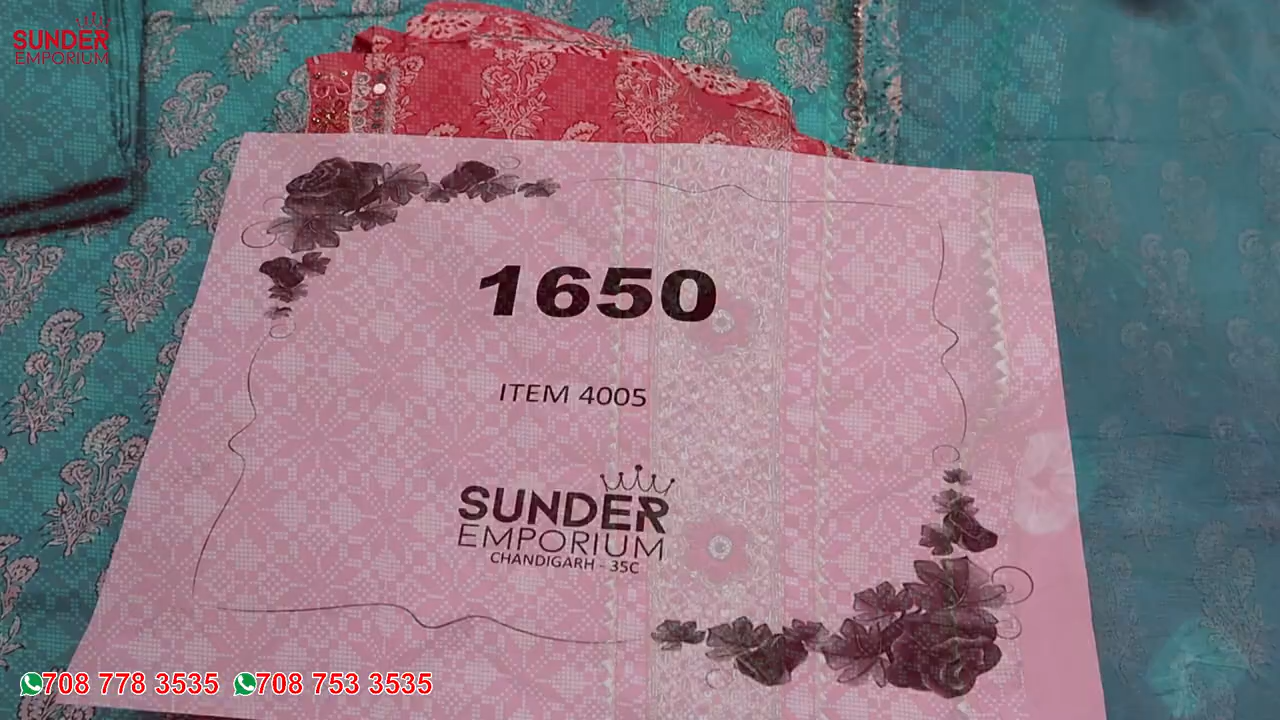 SUNDER
EMPORIUM
1650
ITEM 4005
SUNDER
EMPORIUM
CHANDIGARH - 35C
708 778 3535 708 753 3535